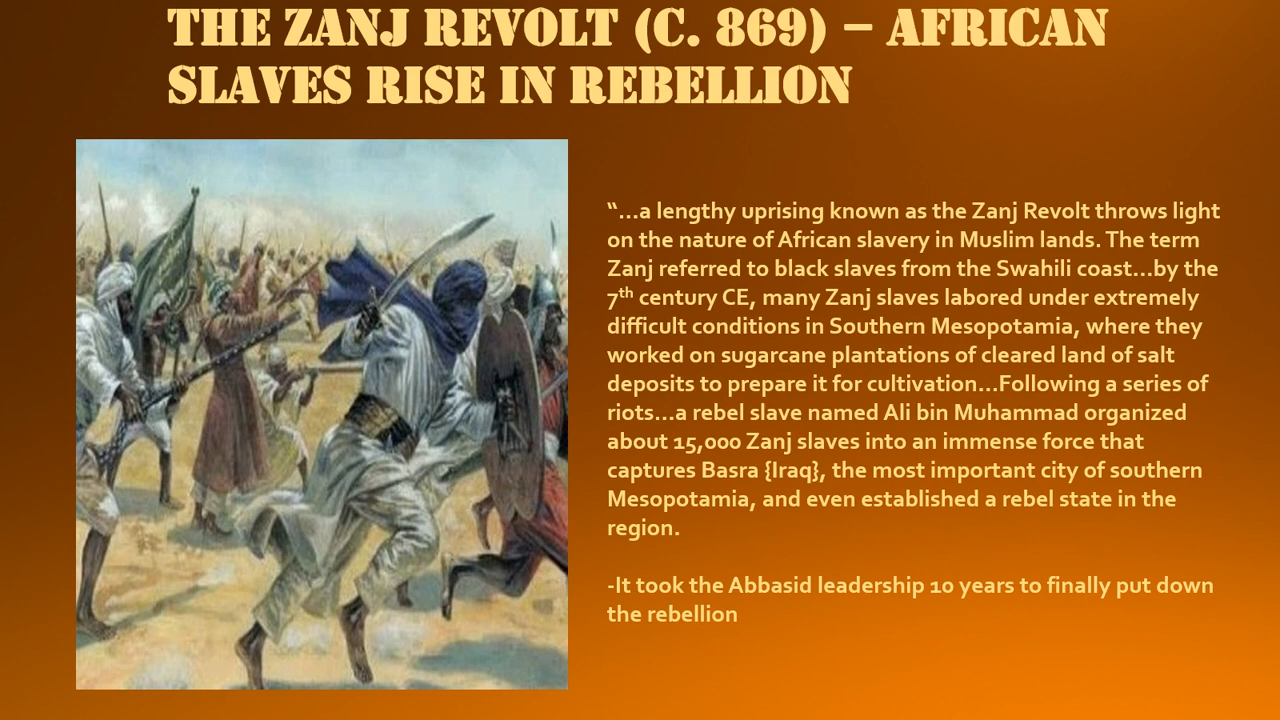 THE ZANJ REVOLT (C. 869) – AFRICAN
SLAVES RISE IN REBELLION
“…a lengthy uprising known as the Zanj Revolt throws light
on the nature of African slavery in Muslim lands. The term
Zanj referred to black slaves from the Swahili coast…by the
7th century CE, many Zanj slaves labored under extremely
difficult conditions in Southern Mesopotamia, where they
worked on sugarcane plantations of cleared land of salt
deposits to prepare it for cultivation…Following a series of
riots…a rebel slave named Ali bin Muhammad organized
about 15,000 Zanj slaves into an immense force that
captures Basra {Iraq}, the most important city of southern
Mesopotamia, and even established a rebel state in the
region.
-It took the Abbasid leadership 10 years to finally put down
the rebellion